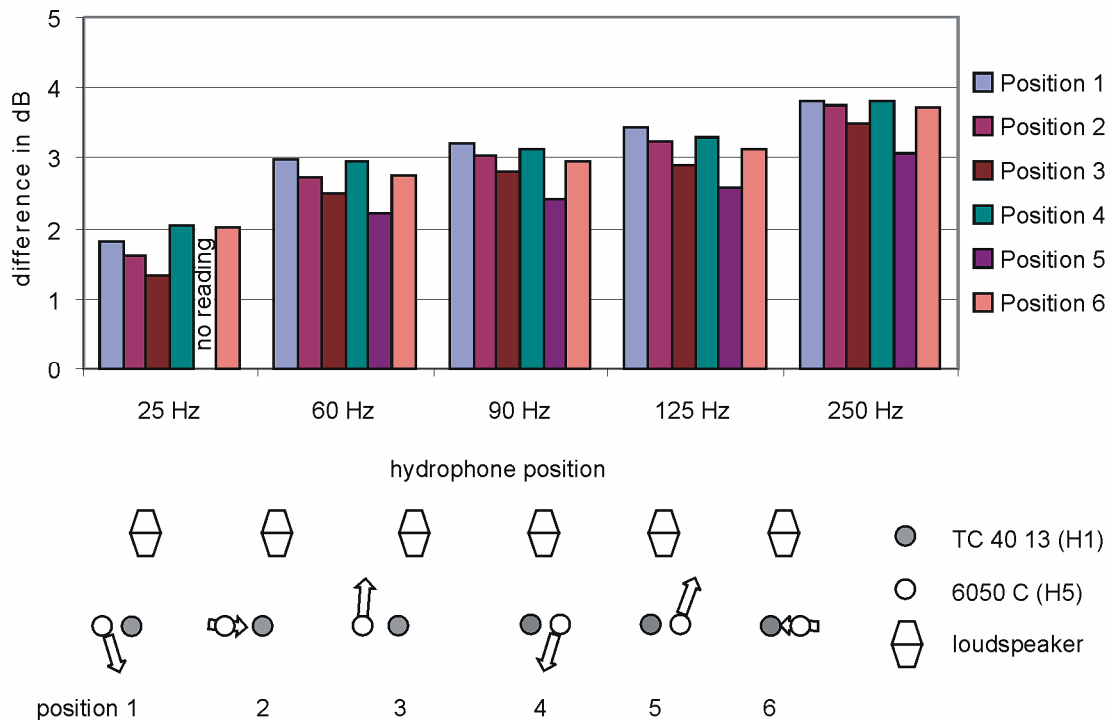 5
4
3
2
1
0
difference in dB
no reading
Position 1
Position 2
Position 3
Position 4
Position 5
Position 6
25 Hz 60 Hz 90 Hz 125 Hz 250 Hz
hydrophone position
TC 40 13 (H1)
6050 C (H5)
loudspeaker
position 1 2 3 4 5 6